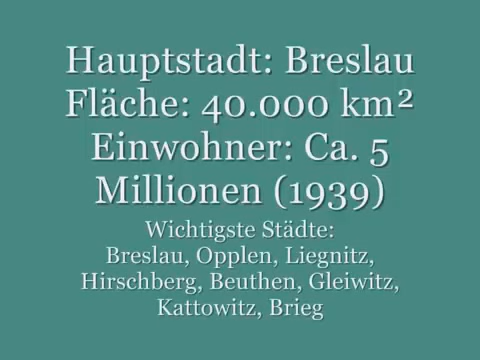 Hauptstadt: Breslau
Fläche: 40.000 km²
Einwohner: Ca. 5
Millionen (1939)
Wichtigste Städte:
Breslau, Opplen, Liegnitz,
Hirschberg, Beuthen, Gleiwitz,
Kattowitz, Brieg